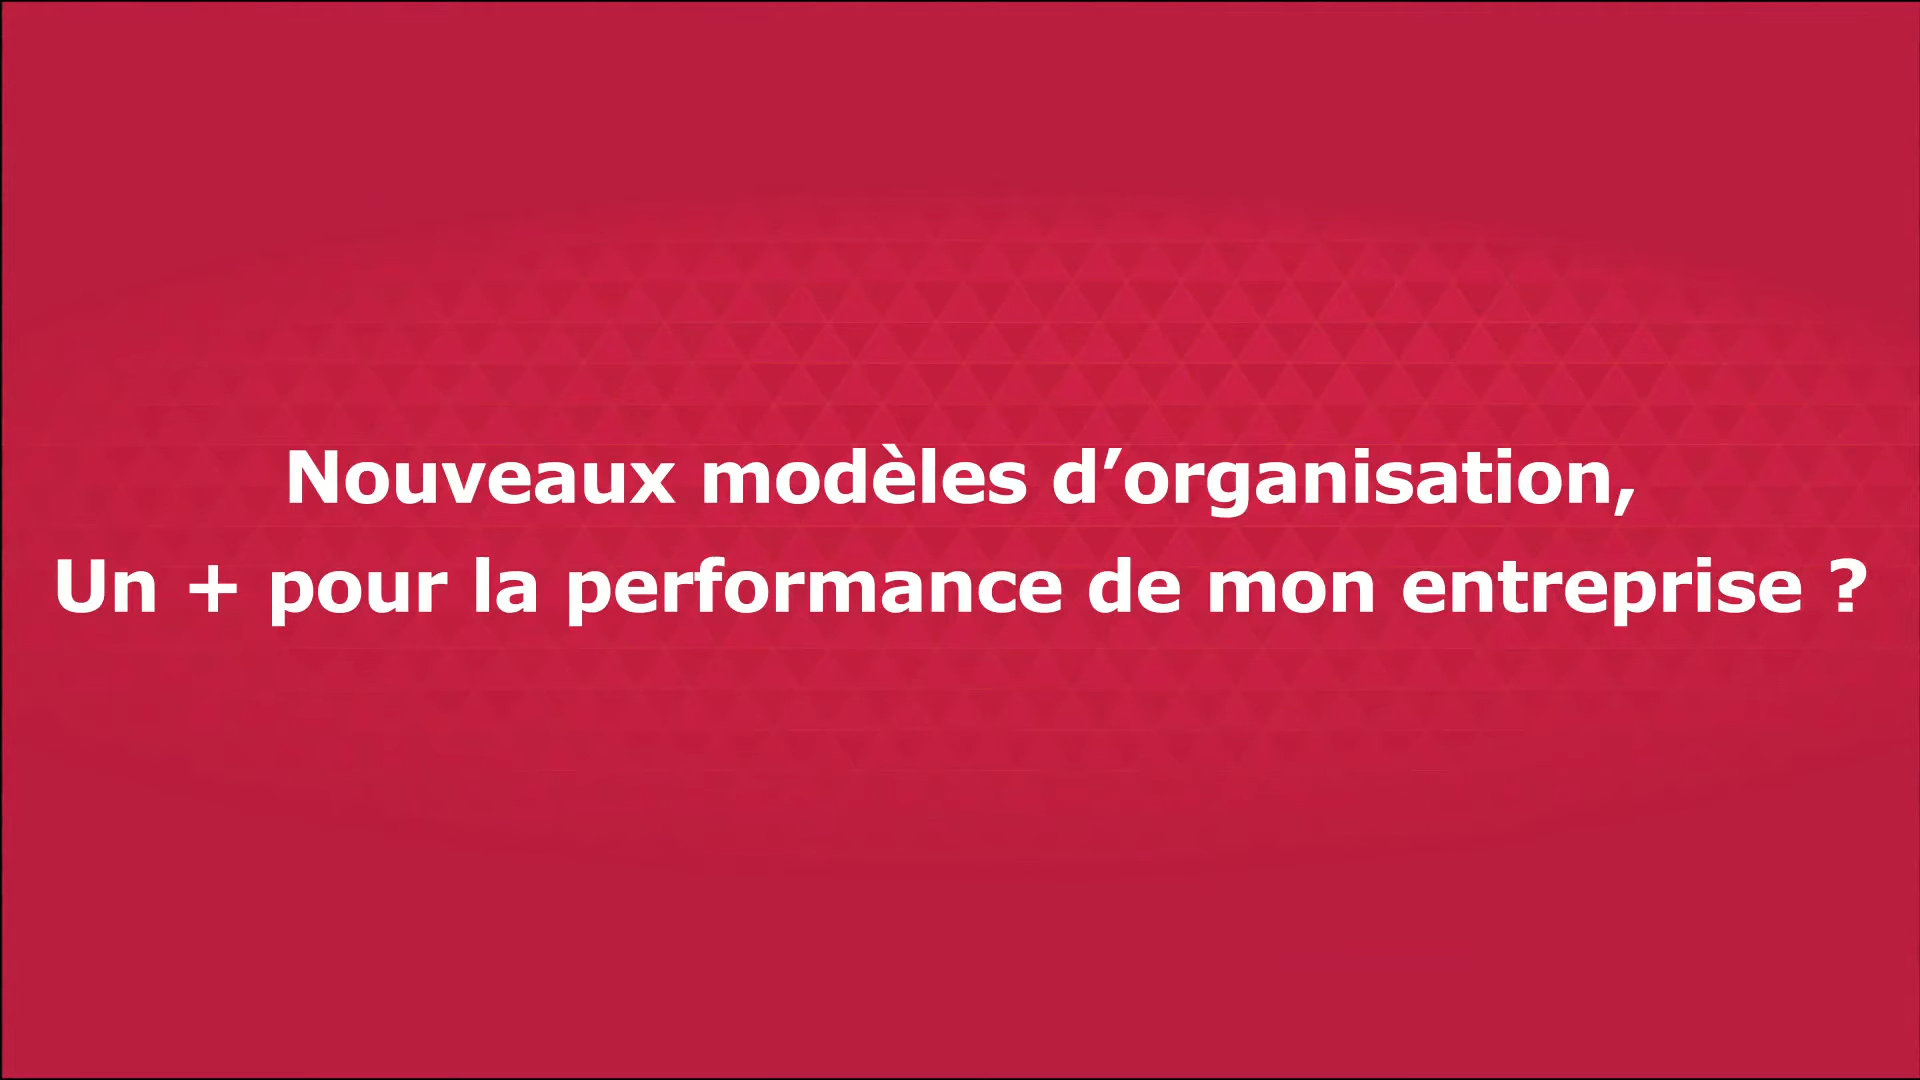 Nouveaux modèles d’organisation,
Un + pour la performance de mon entreprise ?